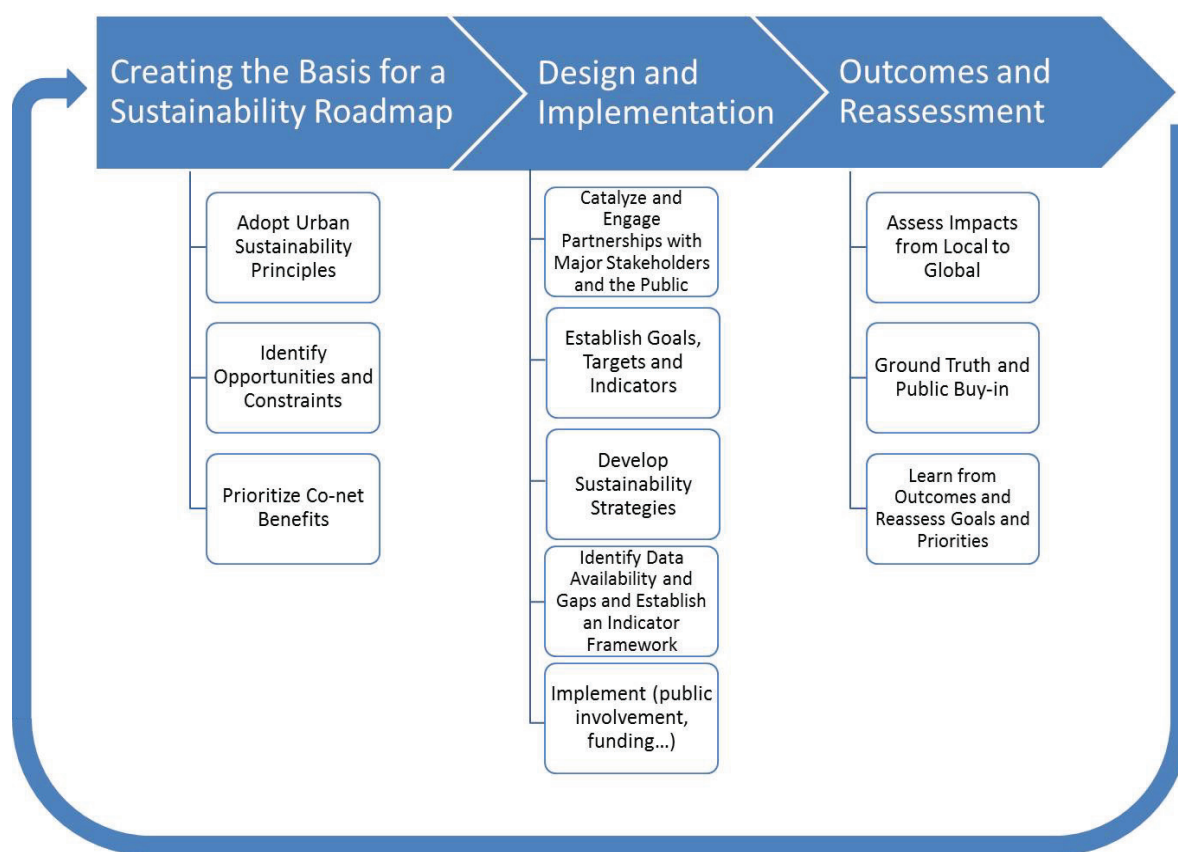 Creating the Basis for a
Sustainability Roadmap
Design and
Implementation
Outcomes and
Reassessment
Adopt Urban
Sustainability
Principles
Identify
Opportunities and
Constraints
Prioritize Co-net
Benefits
Catalyze and
Engage
Partnerships with
Major Stakeholders
and the Public
Establish Goals,
Targets and
Indicators
Develop
Sustainability
Strategies
Identify Data
Availability and
Gaps and Establish
an Indicator
Framework
Implement (public
involvement,
funding…)
Assess Impacts
from Local to
Global
Ground Truth and
Public Buy-in
Learn from
Outcomes and
Reassess Goals and
Priorities